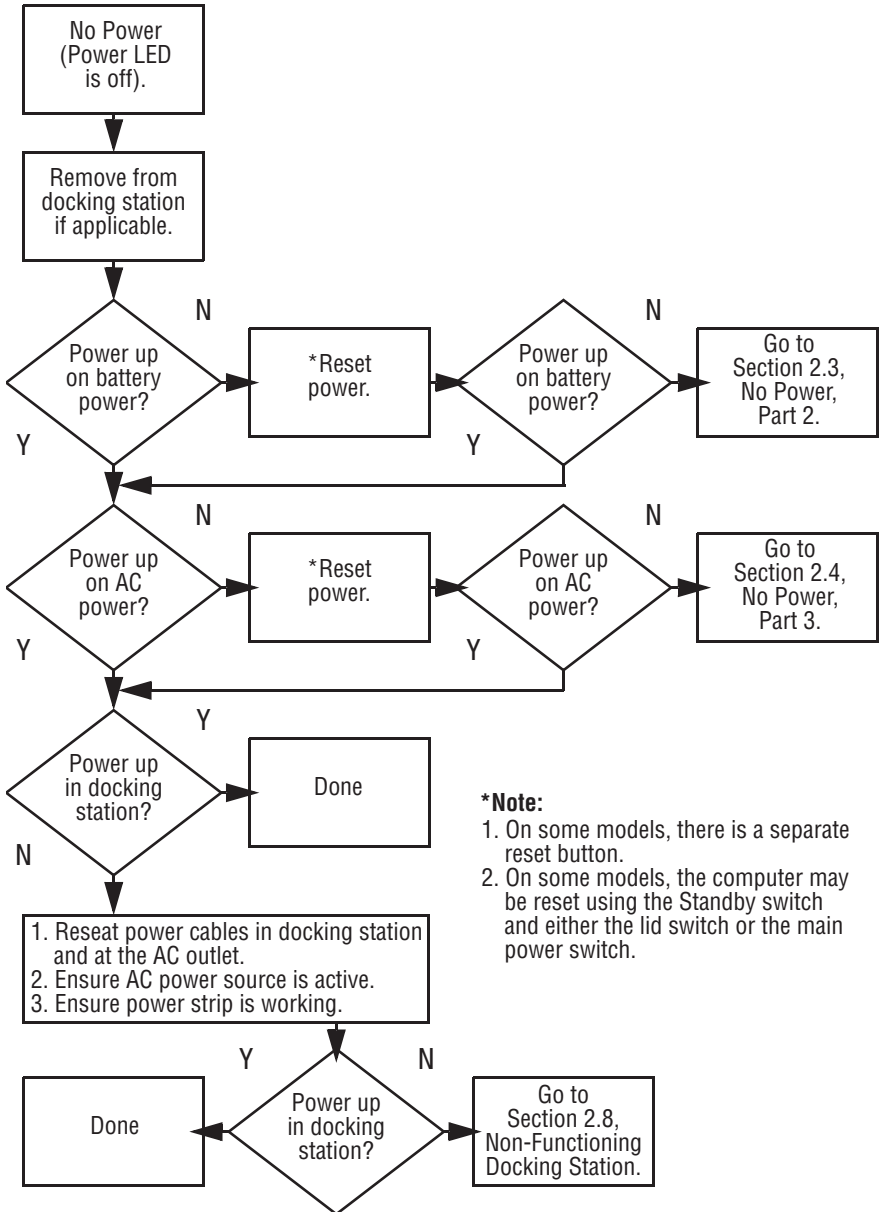 No Power
(Power LED
is off).
Remove from
docking station
if applicable.
N
Power up
on battery
power?
Y
*Reset
power.
N
Power up
on battery
power?
Y
Go to
Section 2.3,
No Power,
Part 2.
N
Power up
on AC
power?
Y
*Reset
power.
N
Power up
on AC
power?
Y
Go to
Section 2.4,
No Power,
Part 3.
Y
Power up
in docking
station?
N
Done
*Note:
1. On some models, there is a separate
reset button.
2. On some models, the computer may
be reset using the Standby switch
and either the lid switch or the main
power switch.
1. Reseat power cables in docking station
and at the AC outlet.
2. Ensure AC power source is active.
3. Ensure power strip is working.
Y
N
Done
Power up
in docking
station?
Go to
Section 2.8,
Non-Functioning
Docking Station.